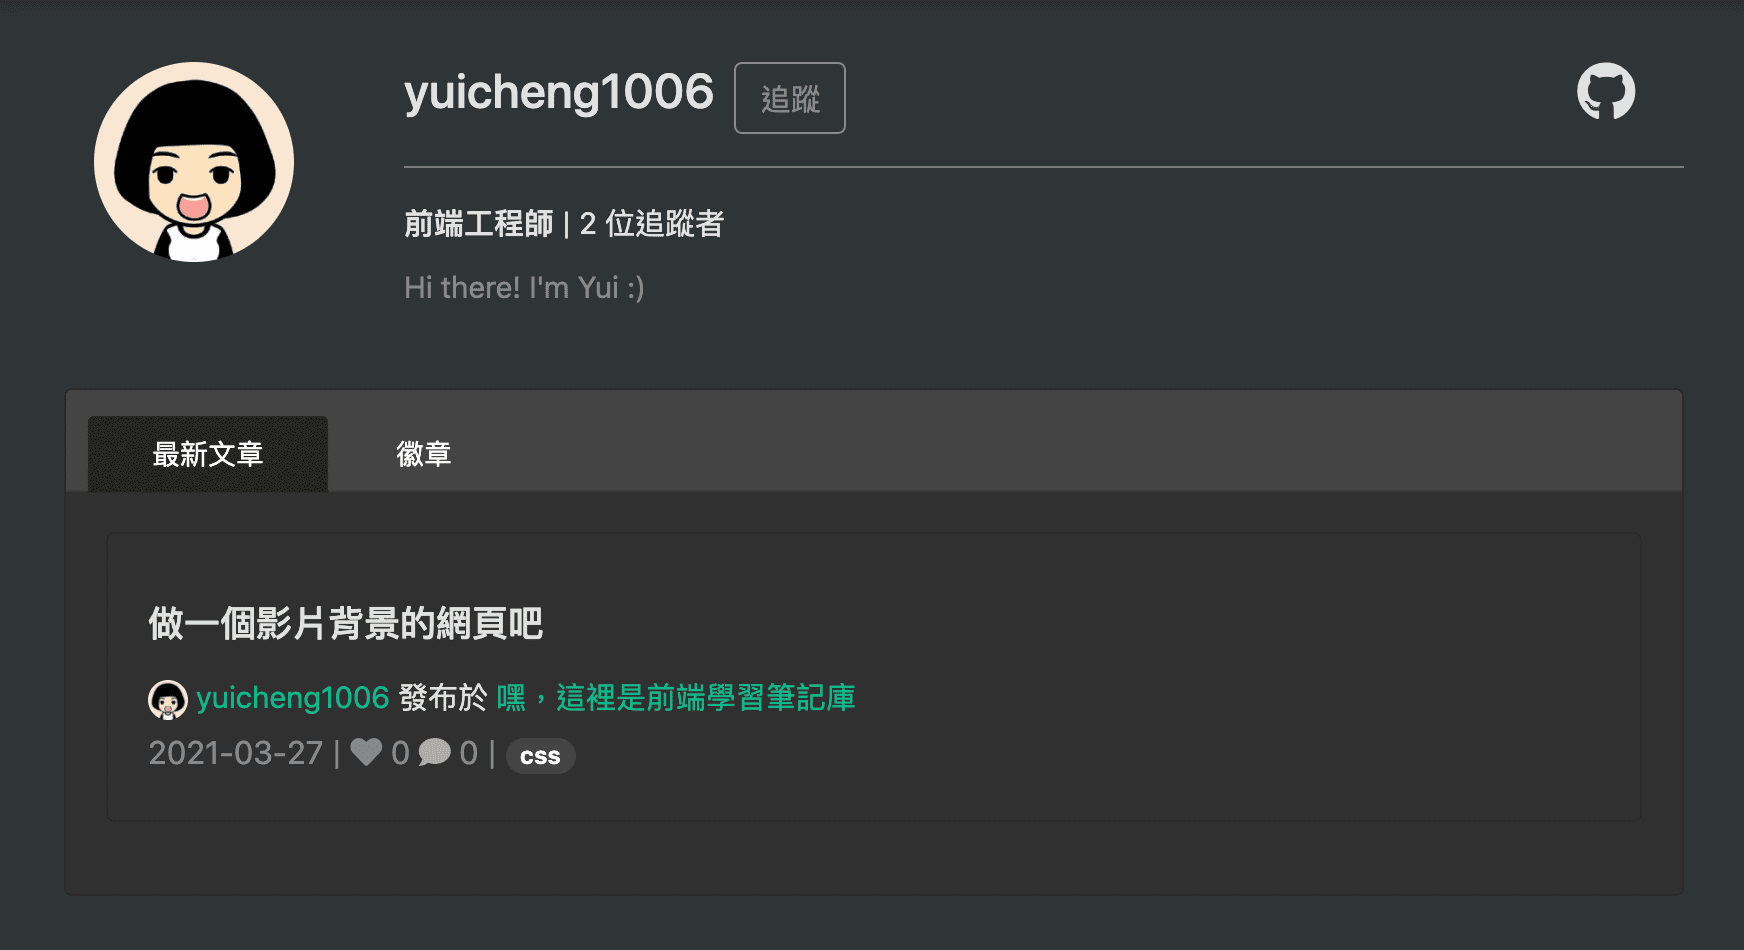 yuicheng1006 追蹤
前端工程師 | 2 位追蹤者
Hi there! I'm Yui :)
最新文章 徽章
做一個影片背景的網頁吧
yuicheng1006 發布於 嘿，這裡是前端學習筆記庫
2021-03-27 | 0 0 | css